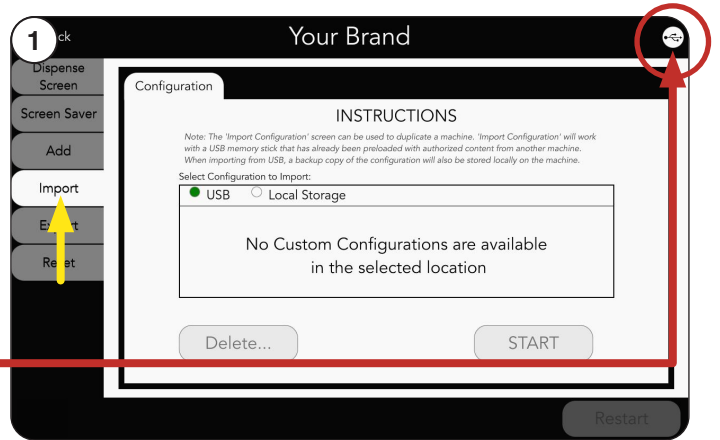 1
ck
Your Brand
Dispense
Screen
Screen Saver
Add
Import
Reset
Configuration
INSTRUCTIONS
Note: The 'Import Configuration' screen can be used to duplicate a machine. 'Import Configuration' will work
with a USB memory stick that has already been preloaded with authorized content from another machine.
When importing from USB, a backup copy of the configuration will also be stored locally on the machine.
Select Configuration to Import:
USB
Local Storage
No Custom Configurations are available
in the selected location
Delete...
START
Restart